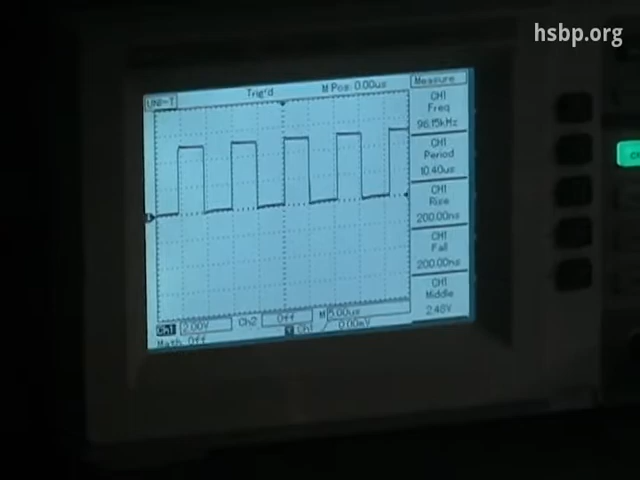 hsbp.org
UNI-T Trig'd M Pos: 0.00us Measure
CH1
Freq
96.15kHz
CH1
Period
10.40us
CH1
Rise
200.00ns
CH1
Fall
200.00ns
CH1
Middle
2.48V
1
Ch1 2.00V Ch2 Off M 5.00us
Math Off Ch1 0.00mV